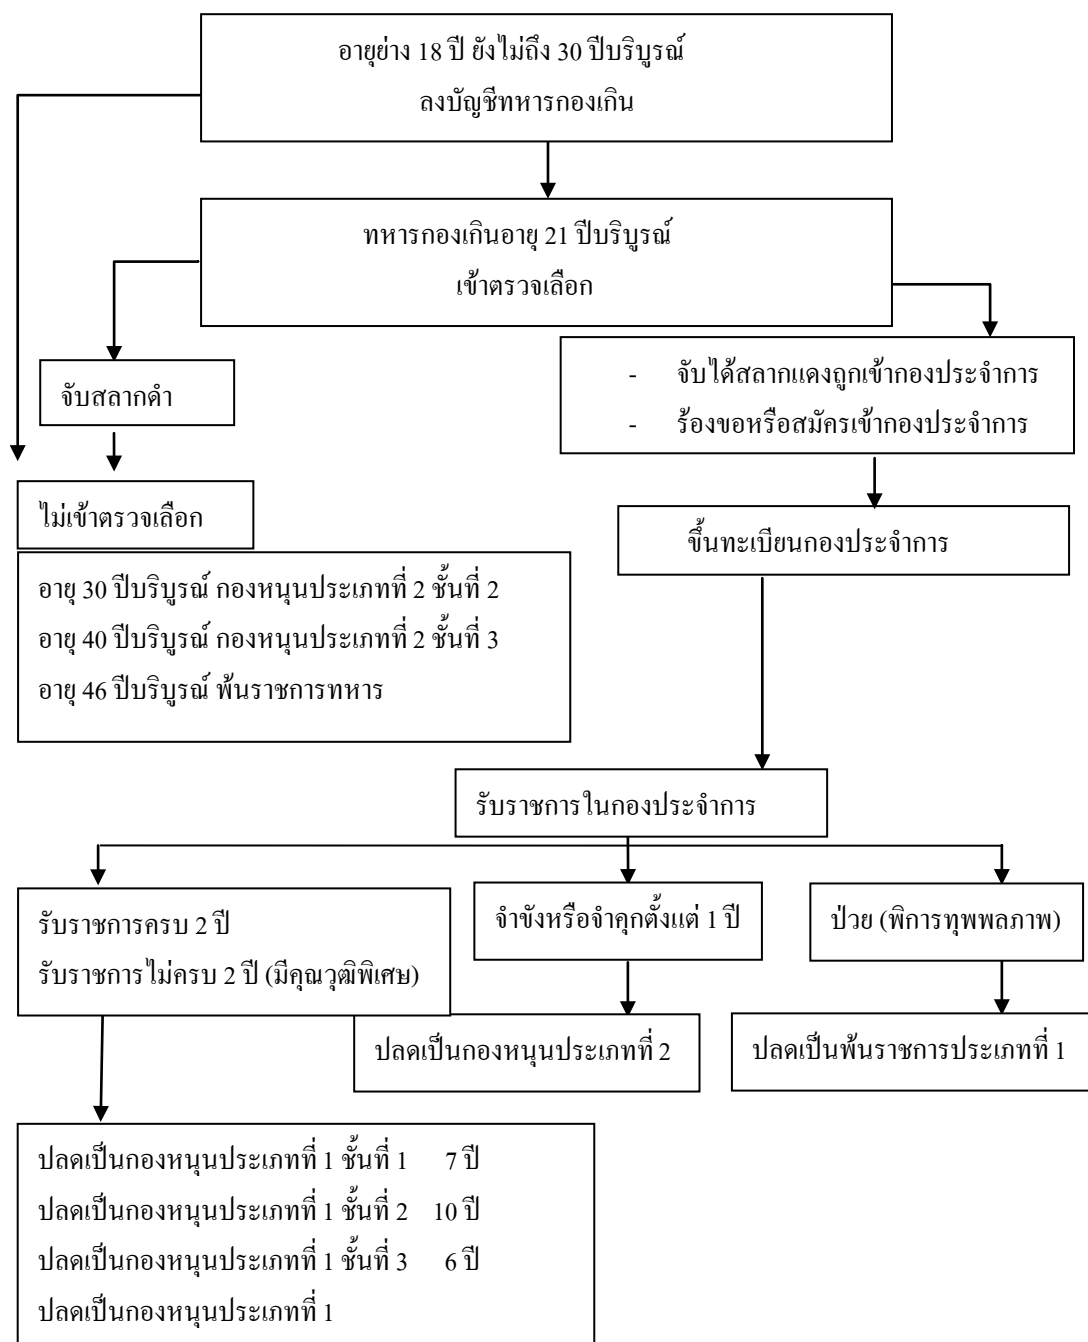 อายุย่าง 18 ปี ยังไม่ถึง 30 ปีบริบูรณ์
ลงบัญชีทหารกองเกิน
ทหารกองเกินอายุ 21 ปีบริบูรณ์
เข้าตรวจเลือก
จับสลากดำ
- จับได้สลากแดงถูกเข้ากองประจำการ
- ร้องขอหรือสมัครเข้ากองประจำการ
ไม่เข้าตรวจเลือก
ขึ้นทะเบียนกองประจำการ
อายุ 30 ปีบริบูรณ์ กองหนุนประเภทที่ 2 ชั้นที่ 2
อายุ 40 ปีบริบูรณ์ กองหนุนประเภทที่ 2 ชั้นที่ 3
อายุ 46 ปีบริบูรณ์ พ้นราชการทหาร
รับราชการในกองประจำการ
รับราชการครบ 2 ปี
รับราชการไม่ครบ 2 ปี (มีคุณวุฒิพิเศษ)
จำขังหรือจำคุกตั้งแต่ 1 ปี
ป่วย (พิการทุพพลภาพ)
ปลดเป็นกองหนุนประเภทที่ 2
ปลดเป็นพ้นราชการประเภทที่ 1
ปลดเป็นกองหนุนประเภทที่ 1 ชั้นที่ 1 7 ปี
ปลดเป็นกองหนุนประเภทที่ 1 ชั้นที่ 2 10 ปี
ปลดเป็นกองหนุนประเภทที่ 1 ชั้นที่ 3 6 ปี
ปลดเป็นกองหนุนประเภทที่ 1